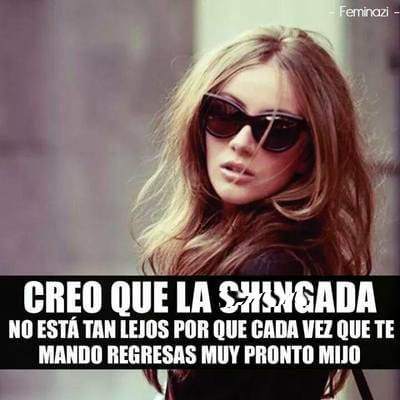 - Feminazi -
CREO QUE LA CHINGADA
NO ESTÁ TAN LEJOS POR QUE CADA VEZ QUE TE
MANDO REGRESAS MUY PRONTO MIJO